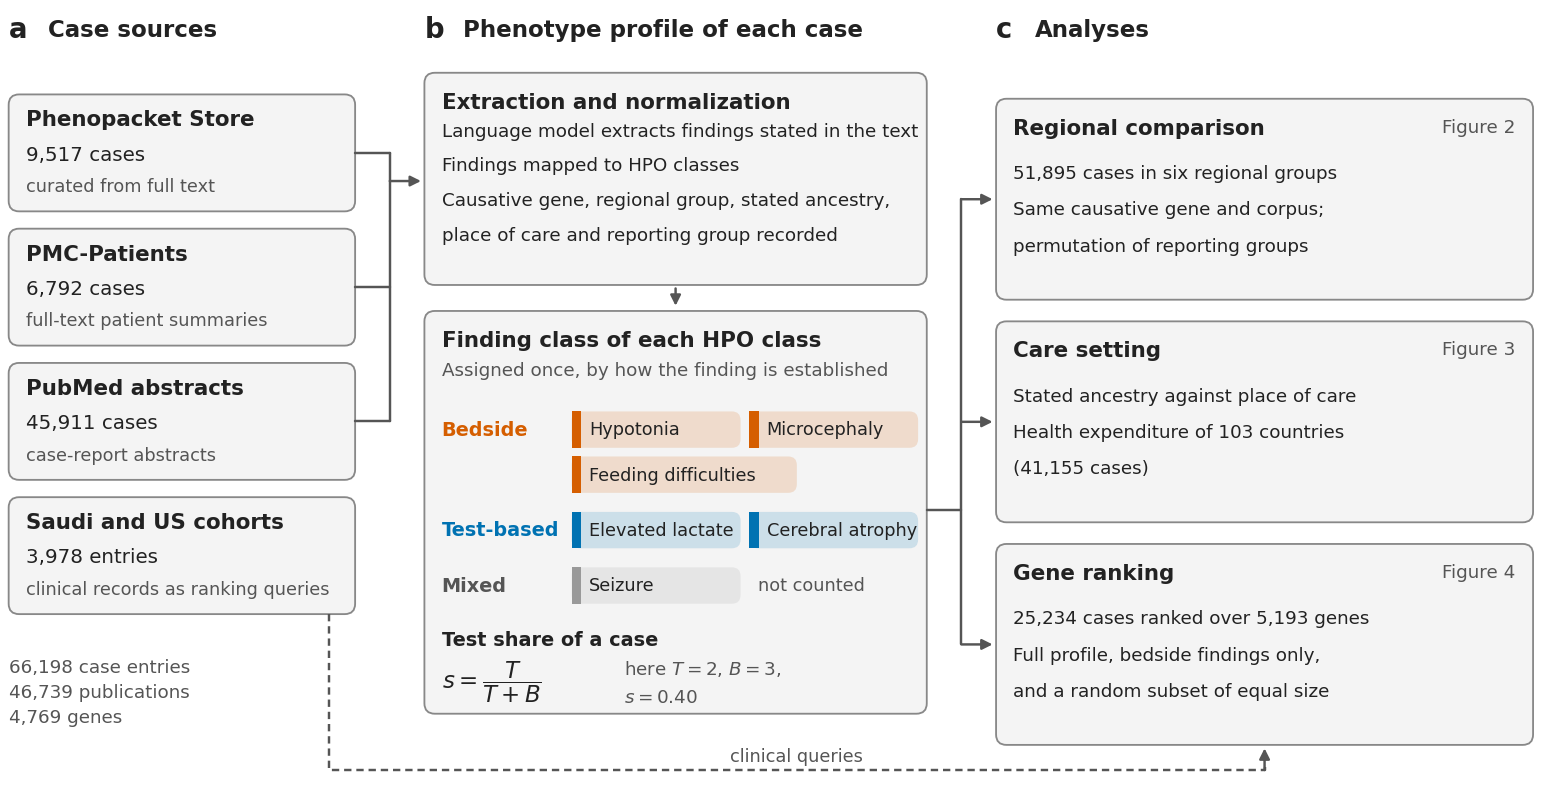 a Case sources
Phenopacket Store
9,517 cases
curated from full text
PMC-Patients
6,792 cases
full-text patient summaries
PubMed abstracts
45,911 cases
case-report abstracts
Saudi and US cohorts
3,978 entries
clinical records as ranking queries
66,198 case entries
46,739 publications
4,769 genes
b Phenotype profile of each case
Extraction and normalization
Language model extracts findings stated in the text
Findings mapped to HPO classes
Causative gene, regional group, stated ancestry,
place of care and reporting group recorded
Finding class of each HPO class
Assigned once, by how the finding is established
Bedside Hypotonia Microcephaly
Feeding difficulties
Test-based Elevated lactate Cerebral atrophy
Mixed Seizure not counted
Test share of a case
s = T / (T + B)
here T = 2, B = 3,
s = 0.40
clinical queries
c Analyses
Regional comparison Figure 2
51,895 cases in six regional groups
Same causative gene and corpus;
permutation of reporting groups
Care setting Figure 3
Stated ancestry against place of care
Health expenditure of 103 countries
(41,155 cases)
Gene ranking Figure 4
25,234 cases ranked over 5,193 genes
Full profile, bedside findings only,
and a random subset of equal size